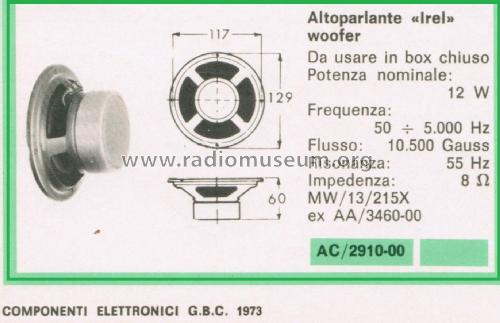 Altoparlante «Irel»
woofer
Da usare in box chiuso
Potenza nominale:
12 W
Frequenza:
50 ÷ 5.000 Hz
Flusso: 10.500 Gauss
Risonanza: 55 Hz
Impedenza: 8 Ω
MW/13/215X
ex AA/3460-00
AC/2910-00
117
129
60
www.radiomuseum.org
COMPONENTI ELETTRONICI G.B.C. 1973